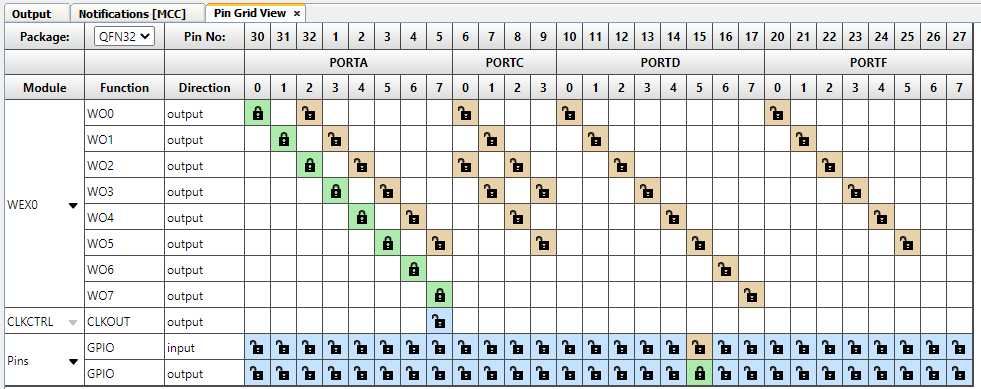 Output Notifications [MCC] Pin Grid View ×
Package: QFN32 Pin No: 30 31 32 1 2 3 4 5 6 7 8 9 10 11 12 13 14 15 16 17 20 21 22 23 24 25 26 27
PORTA PORTC PORTD PORTF
Module Function Direction 0 1 2 3 4 5 6 7 0 1 2 3 0 1 2 3 4 5 6 7 0 1 2 3 4 5 6 7
WO0 output
WO1 output
WO2 output
WO3 output
WEX0
WO4 output
WO5 output
WO6 output
WO7 output
CLKCTRL CLKOUT output
GPIO input
Pins
GPIO output